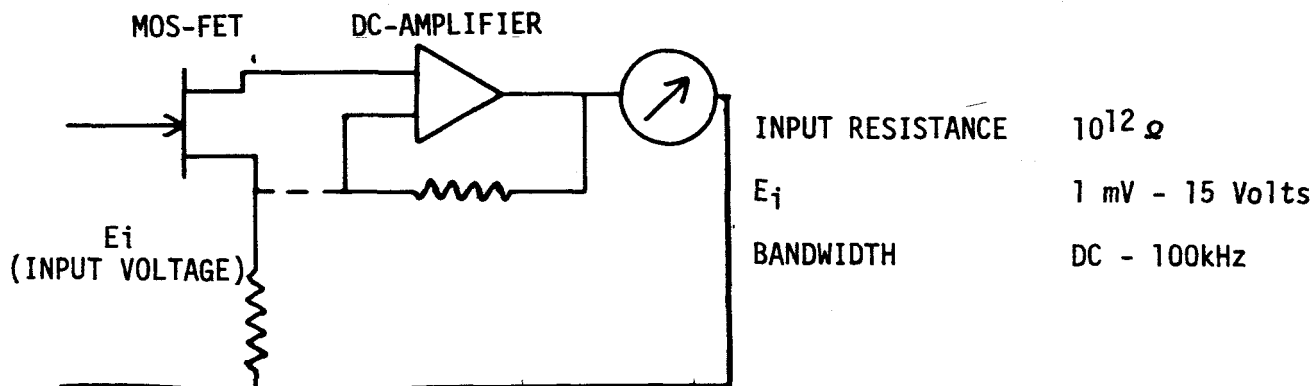 MOS-FET DC-AMPLIFIER
INPUT RESISTANCE 10¹² Ω
Ei 1 mV - 15 Volts
Ei
(INPUT VOLTAGE)
BANDWIDTH DC - 100kHz